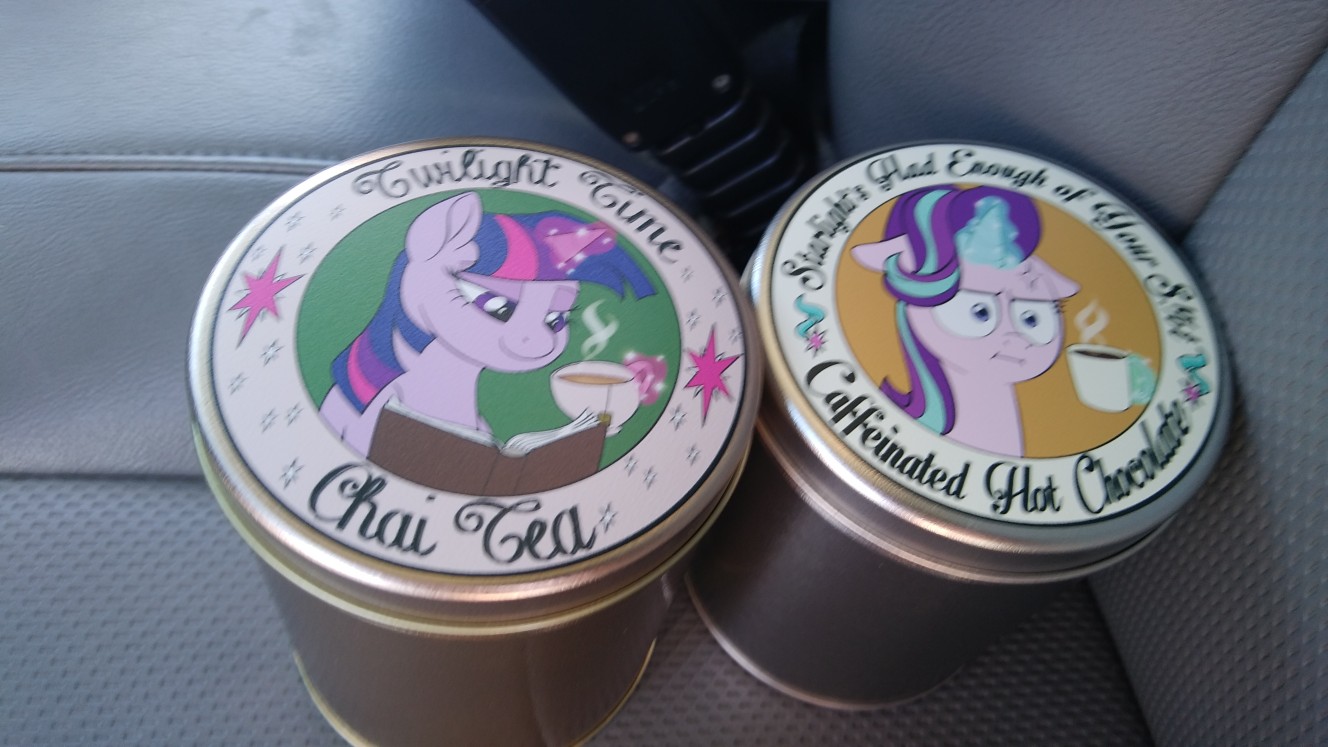 Twilight Time
Chai Tea
Starlight's Had Enough of Your
Caffeinated Hot Chocolate